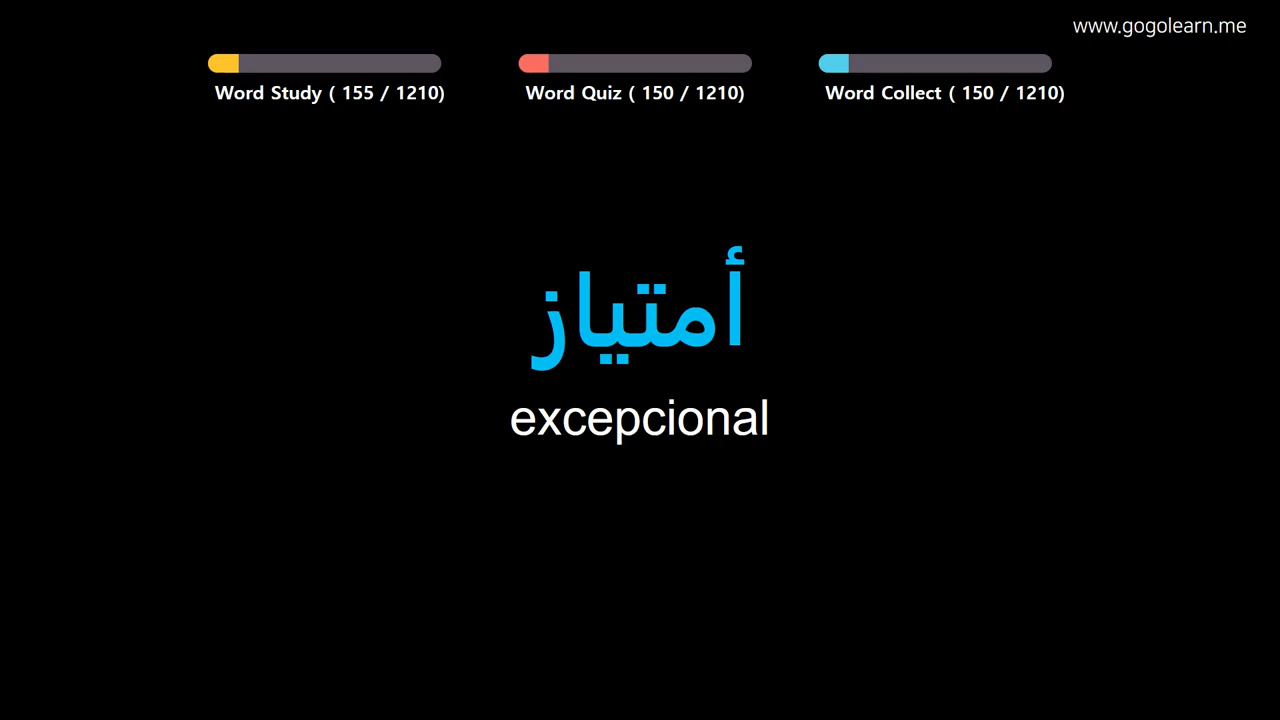 www.gogolearn.me
Word Study ( 155 / 1210)
Word Quiz ( 150 / 1210)
Word Collect ( 150 / 1210)
أمتياز
excepcional